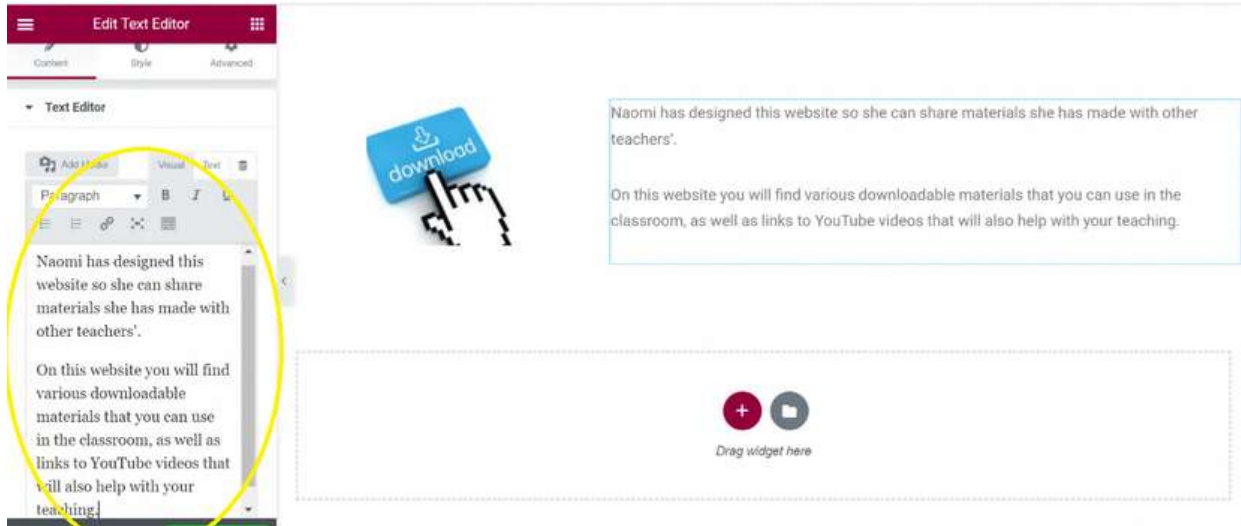 Edit Text Editor
Content Style Advanced
Text Editor
Add Media Visual Text
Paragraph B I U
Naomi has designed this
website so she can share
materials she has made with
other teachers'.
On this website you will find
various downloadable
materials that you can use
in the classroom, as well as
links to YouTube videos that
will also help with your
teaching.
download
Naomi has designed this website so she can share materials she has made with other
teachers'.
On this website you will find various downloadable materials that you can use in the
classroom, as well as links to YouTube videos that will also help with your teaching.
Drag widget here